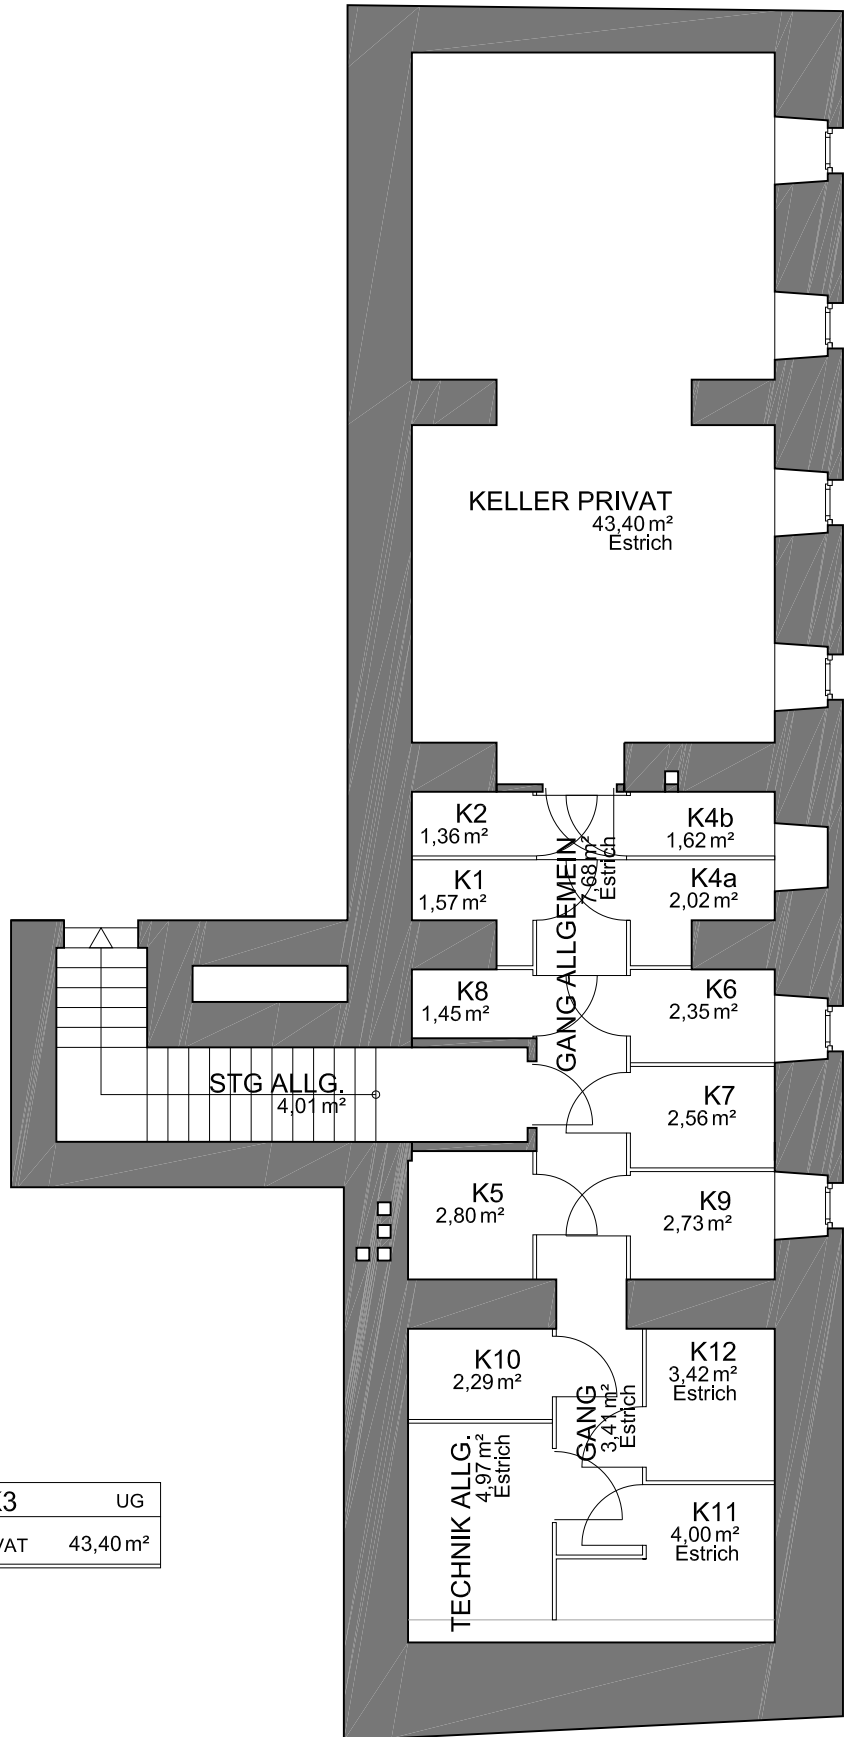 KELLER PRIVAT
43,40 m²
Estrich
K2
1,36 m²
K4b
1,62 m²
K1
1,57 m²
K4a
2,02 m²
GANG ALLGEMEIN
7,68 m²
Estrich
K8
1,45 m²
K6
2,35 m²
STG ALLG.
4,01 m²
K7
2,56 m²
K5
2,80 m²
K9
2,73 m²
K10
2,29 m²
K12
3,42 m²
Estrich
GANG
3,41 m²
Estrich
TECHNIK ALLG.
4,97 m²
Estrich
K11
4,00 m²
Estrich
K3 UG
VAT 43,40 m²